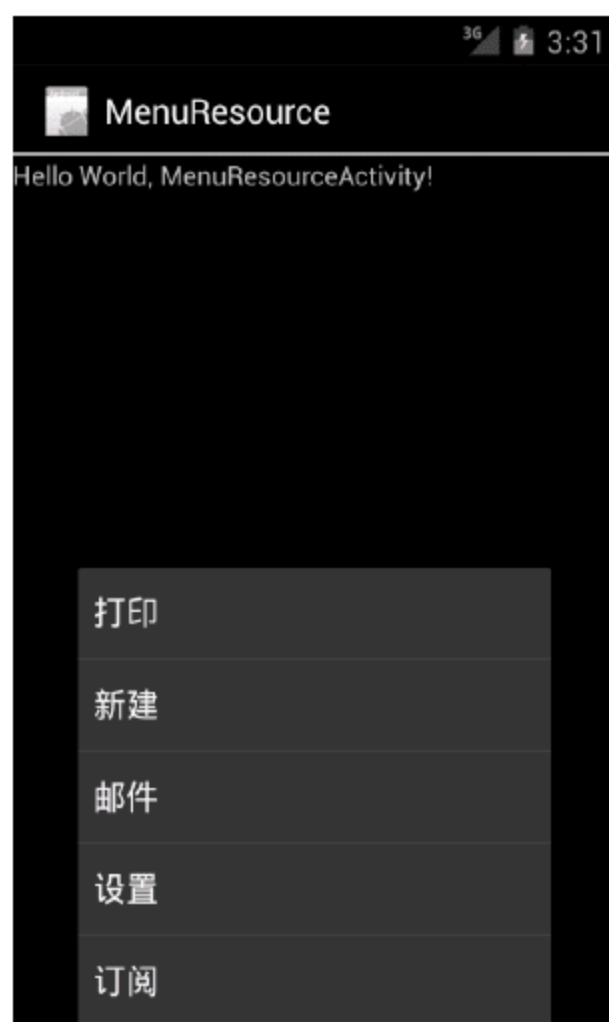 3G 3:31
MenuResource
Hello World, MenuResourceActivity!
打印
新建
邮件
设置
订阅